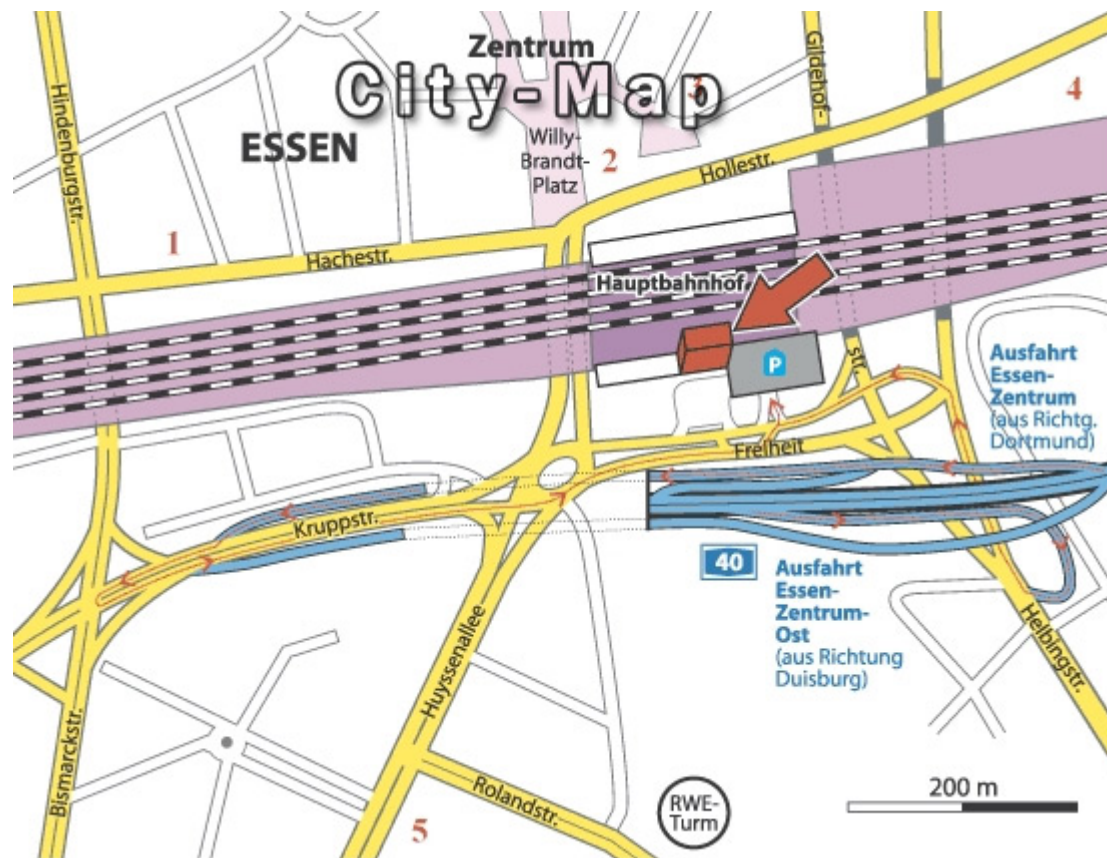 Zentrum
City-Map
3
4
Gildehof-
Hindenburgstr.
ESSEN
Willy-
Brandt-
Platz
2
Hollestr.
1
Hachestr.
Hauptbahnhof
P
str.
Ausfahrt
Essen-
Zentrum
(aus Richtg.
Dortmund)
Freiheit
Kruppstr.
40
Ausfahrt
Essen-
Zentrum-
Ost
(aus Richtung
Duisburg)
Helbingstr.
Huyssenallee
Bismarckstr.
Rolandstr.
5
RWE-
Turm
200 m